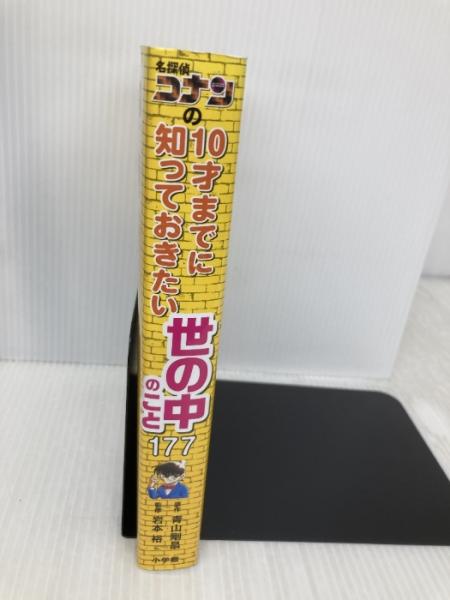 名探偵
コナン
の
10才までに
知っておきたい
世の中
のこと
177
原作 青山剛昌
監修 岩本裕
小学館